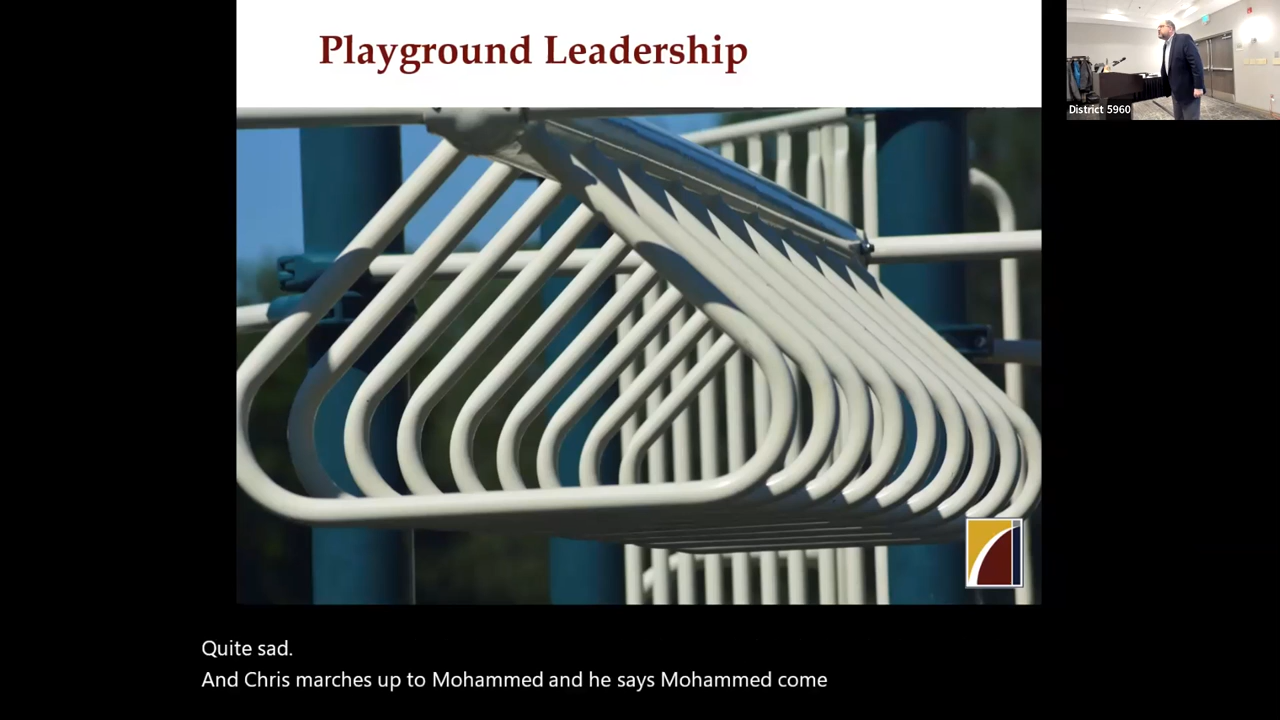 Playground Leadership
District 5960
Quite sad.
And Chris marches up to Mohammed and he says Mohammed come